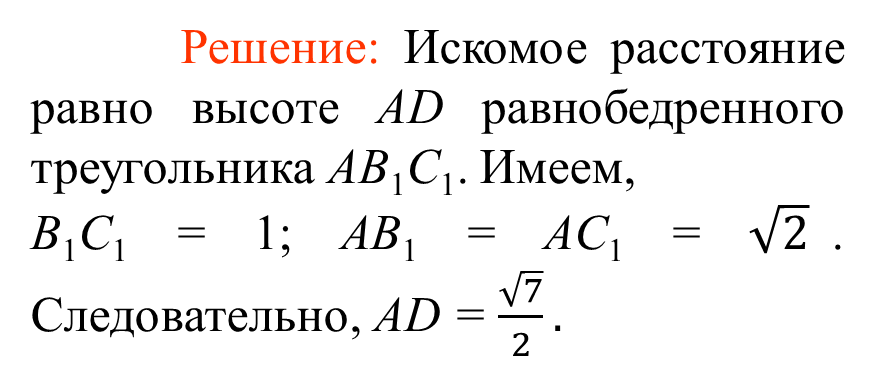 Решение: Искомое расстояние
равно высоте AD равнобедренного
треугольника AB₁C₁. Имеем,
B₁C₁ = 1; AB₁ = AC₁ = √2 .
Следовательно, AD = √7/2 .